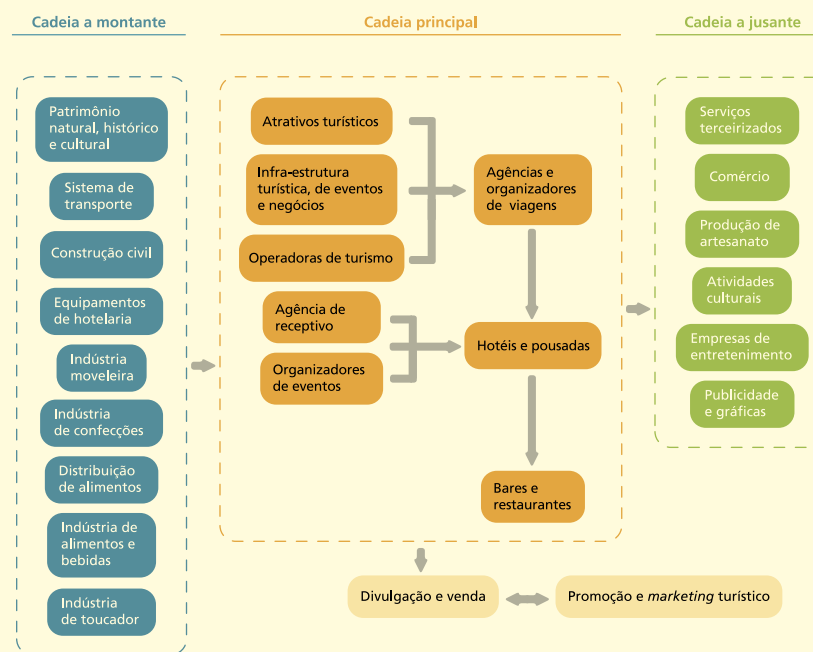 Cadeia a montante
Patrimônio
natural, histórico
e cultural
Sistema de
transporte
Construção civil
Equipamentos
de hotelaria
Indústria
moveleira
Indústria
de confecções
Distribuição
de alimentos
Indústria de
alimentos e
bebidas
Indústria
de toucador
Cadeia principal
Atrativos turísticos
Infra-estrutura
turística, de eventos
e negócios
Operadoras de turismo
Agência de
receptivo
Organizadores
de eventos
Agências e
organizadores
de viagens
Hotéis e pousadas
Bares e
restaurantes
Divulgação e venda
Promoção e marketing turístico
Cadeia a jusante
Serviços
terceirizados
Comércio
Produção de
artesanato
Atividades
culturais
Empresas de
entretenimento
Publicidade
e gráficas